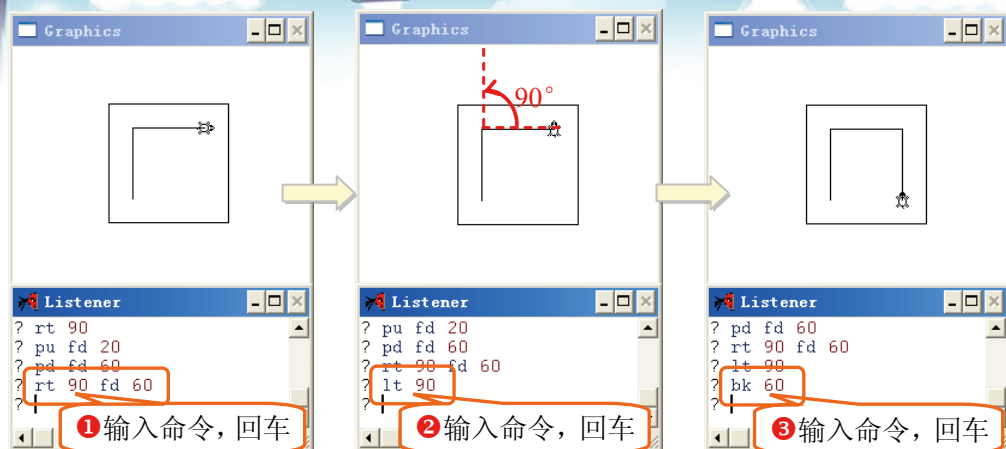 Graphics
Graphics
90°
Graphics
Listener
? rt 90
? pu fd 20
? pd fd 60
? rt 90 fd 60
?
❶输入命令，回车
Listener
? pu fd 20
? pd fd 60
? rt 90 fd 60
? lt 90
?
❷输入命令，回车
Listener
? pd fd 60
? rt 90 fd 60
? lt 90
? bk 60
?
❸输入命令，回车